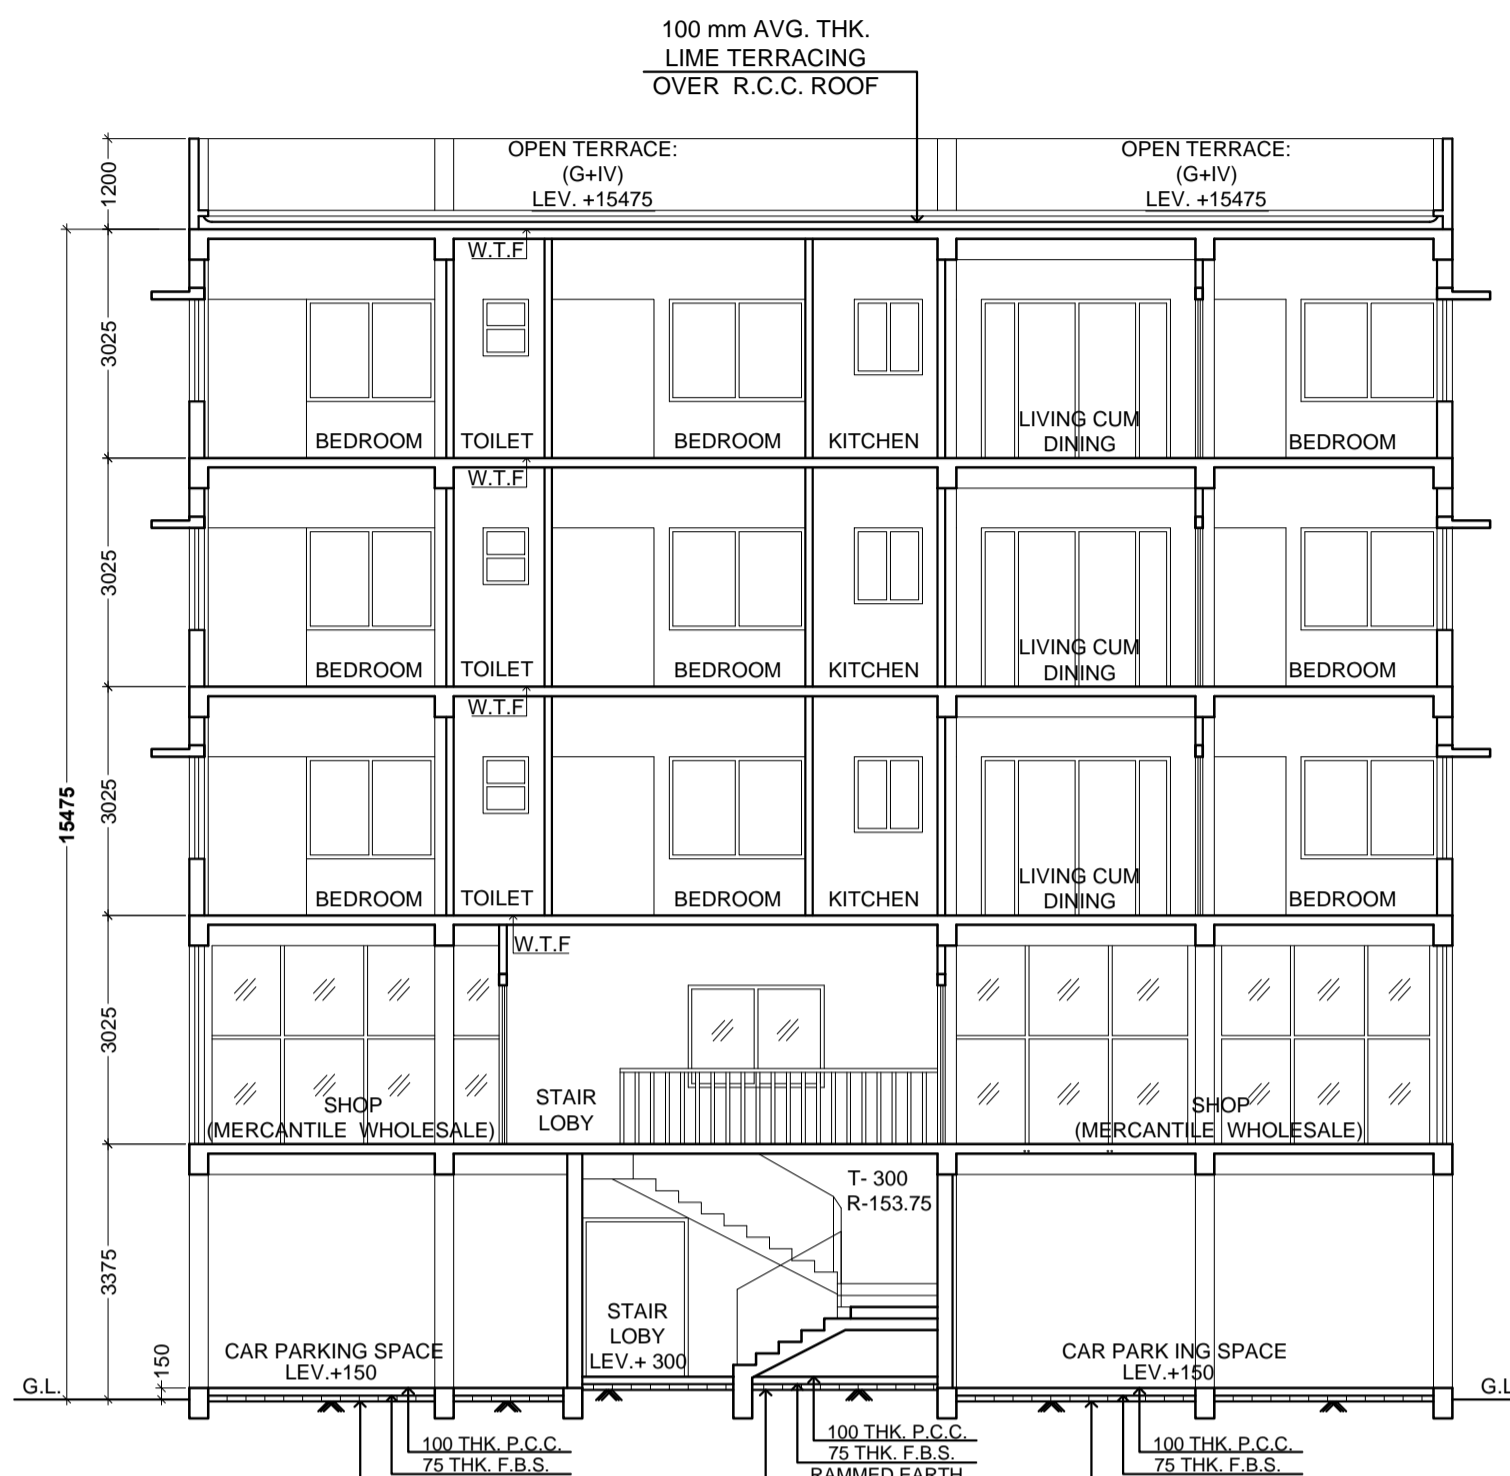 100 mm AVG. THK.
LIME TERRACING
OVER R.C.C. ROOF
OPEN TERRACE:
(G+IV)
LEV. +15475
OPEN TERRACE:
(G+IV)
LEV. +15475
1200
W.T.F
3025
BEDROOM
TOILET
BEDROOM
KITCHEN
LIVING CUM
DINING
BEDROOM
W.T.F
3025
BEDROOM
TOILET
BEDROOM
KITCHEN
LIVING CUM
DINING
BEDROOM
W.T.F
15475
3025
BEDROOM
TOILET
BEDROOM
KITCHEN
LIVING CUM
DINING
BEDROOM
W.T.F
3025
SHOP
(MERCANTILE WHOLESALE)
STAIR
LOBY
SHOP
(MERCANTILE WHOLESALE)
T- 300
R-153.75
3375
STAIR
LOBY
LEV.+ 300
150
CAR PARKING SPACE
LEV.+150
CAR PARK ING SPACE
LEV.+150
G.L.
G.L
100 THK. P.C.C.
75 THK. F.B.S.
100 THK. P.C.C.
75 THK. F.B.S.
RAMMED EARTH
100 THK. P.C.C.
75 THK. F.B.S.